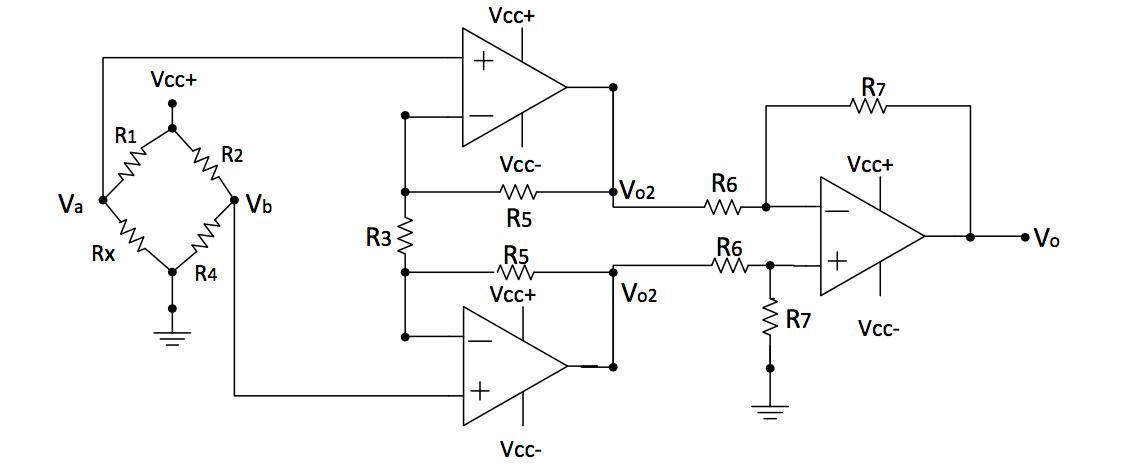 Vcc+
Vcc+
R1
R2
Va
Vb
Rx
R4
+
—
Vcc-
R5
Vo2
R3
R5
Vcc+
Vo2
—
+
Vcc-
R7
R6
Vcc+
—
R6
+
Vo
R7
Vcc-